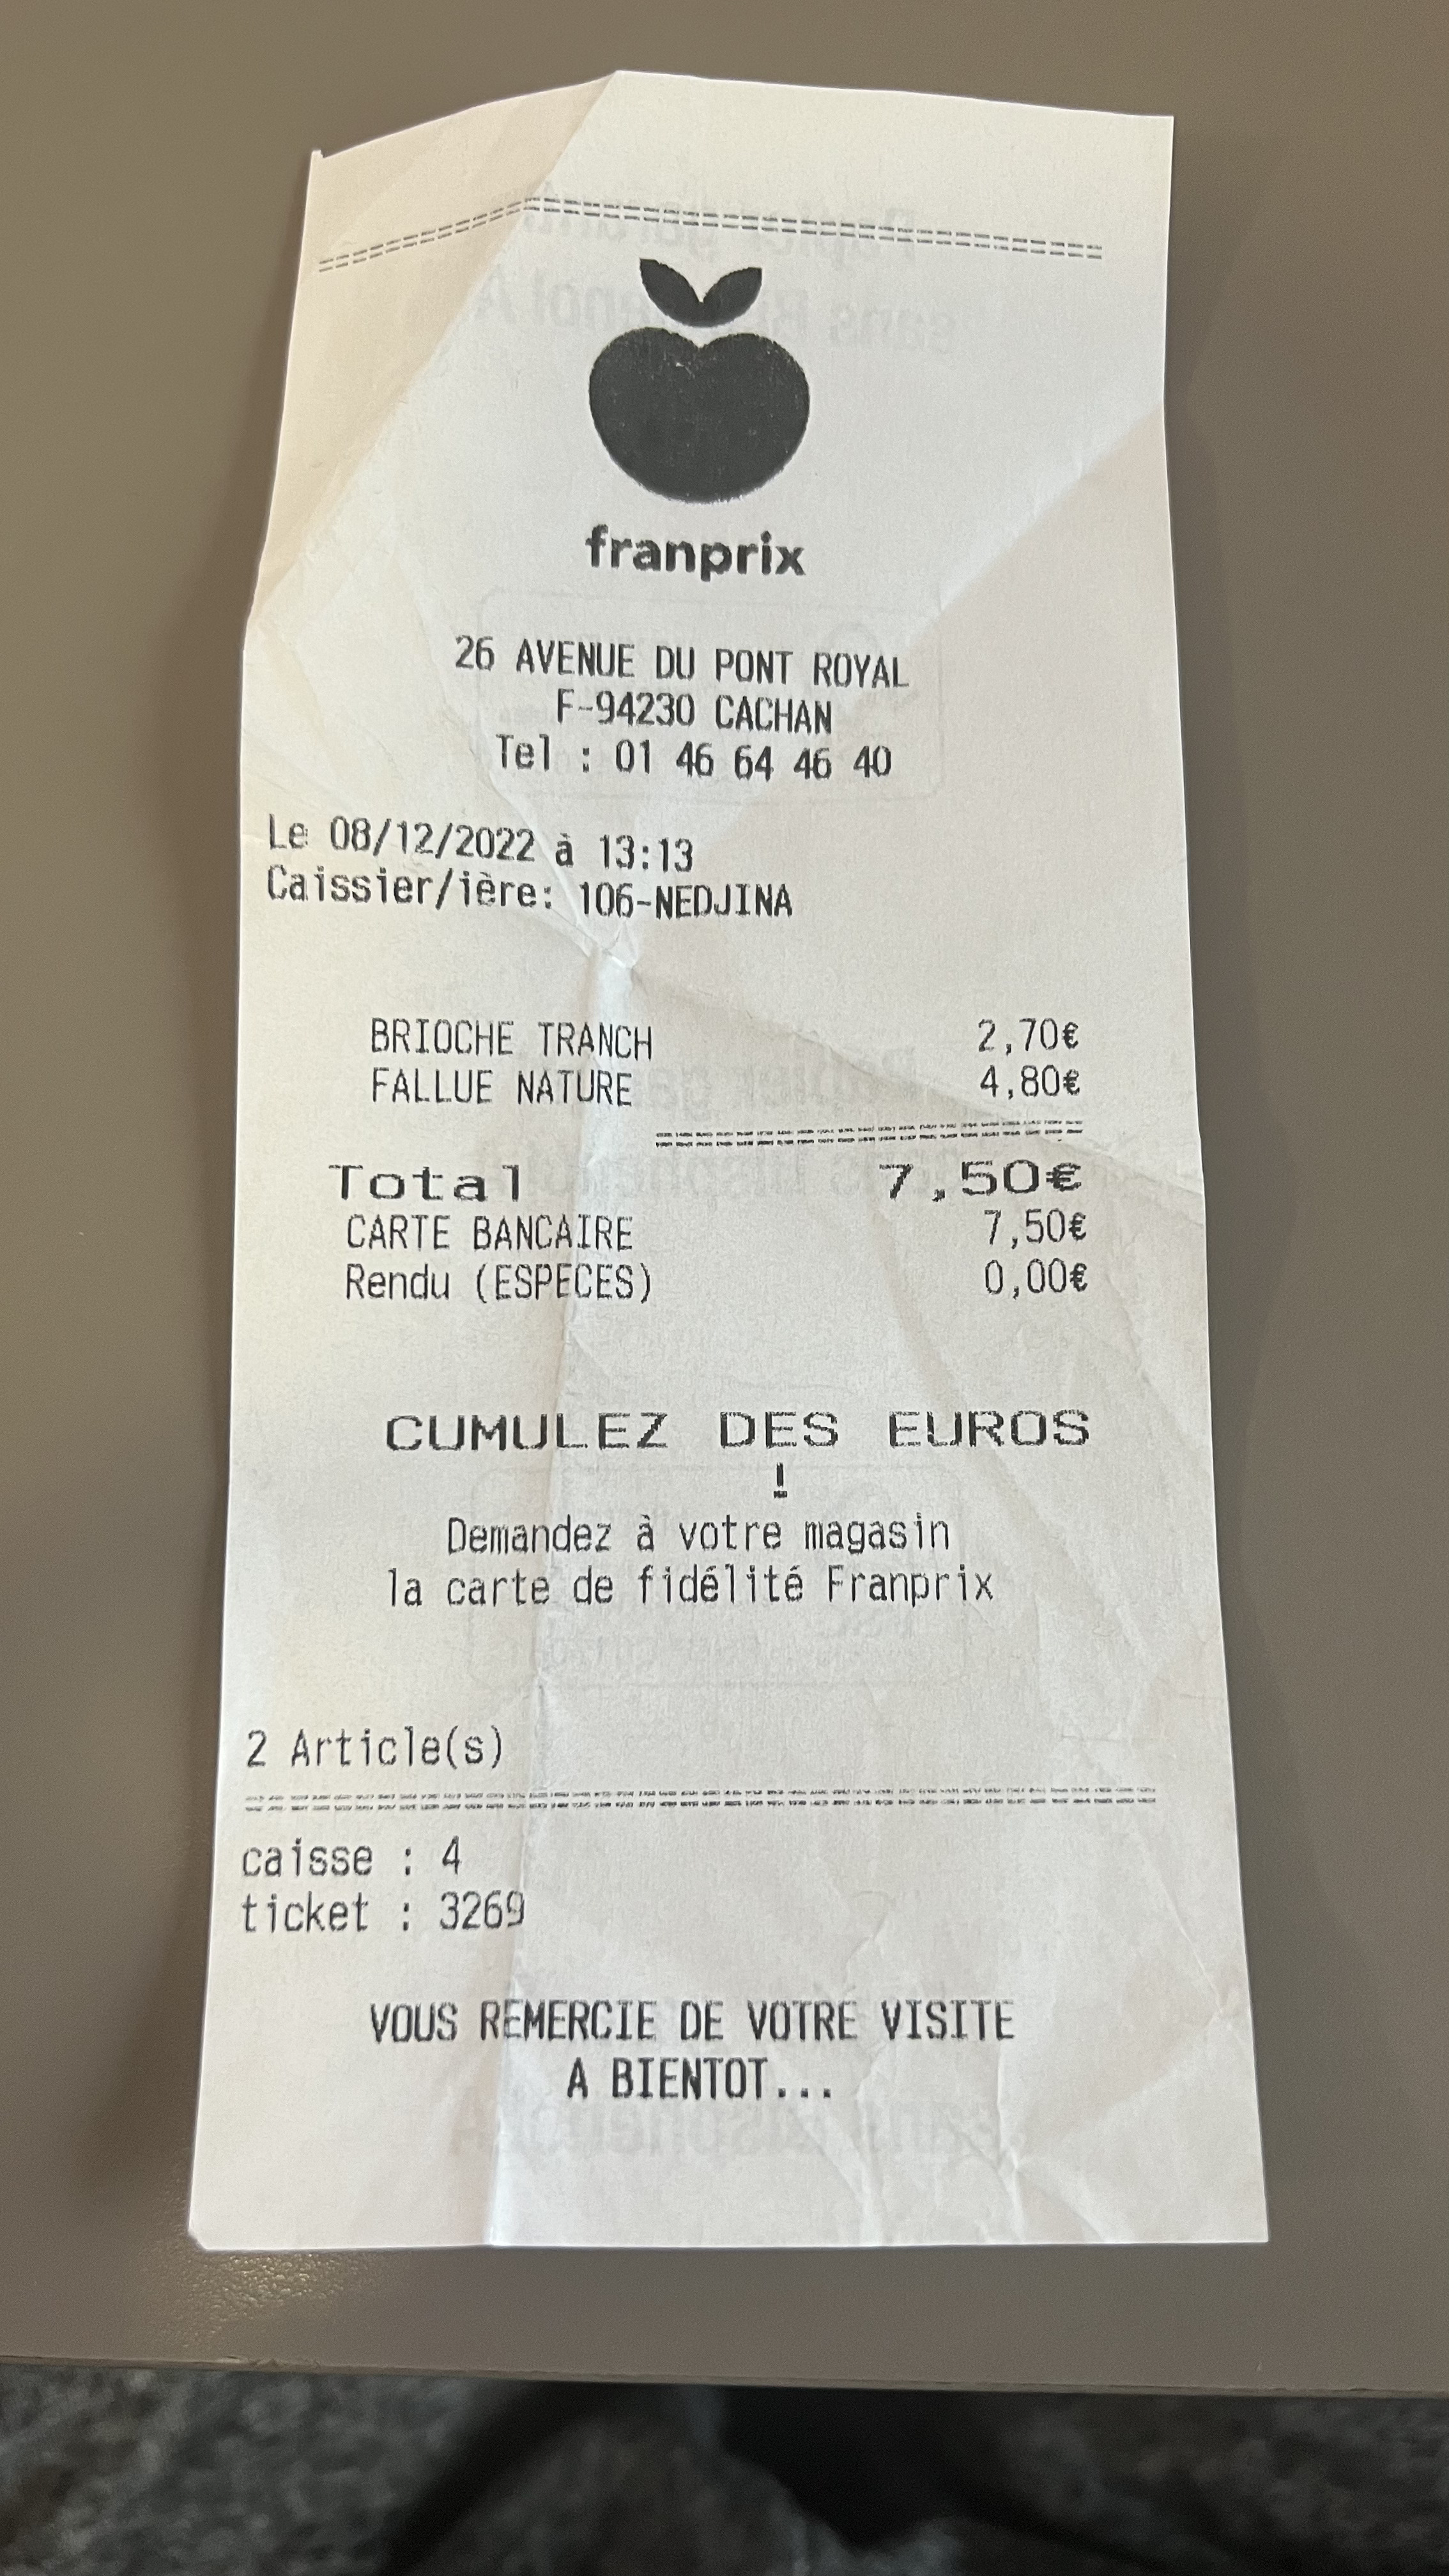 franprix
26 AVENUE DU PONT ROYAL
F-94230 CACHAN
Tel : 01 46 64 46 40
Le 08/12/2022 à 13:13
Caissier/ière: 106-NEDJINA
BRIOCHE TRANCH 2,70€
FALLUE NATURE 4,80€
Total 7,50€
CARTE BANCAIRE 7,50€
Rendu (ESPECES) 0,00€
CUMULEZ DES EUROS
!
Demandez à votre magasin
la carte de fidélité Franprix
2 Article(s)
caisse : 4
ticket : 3269
VOUS REMERCIE DE VOTRE VISITE
A BIENTOT...